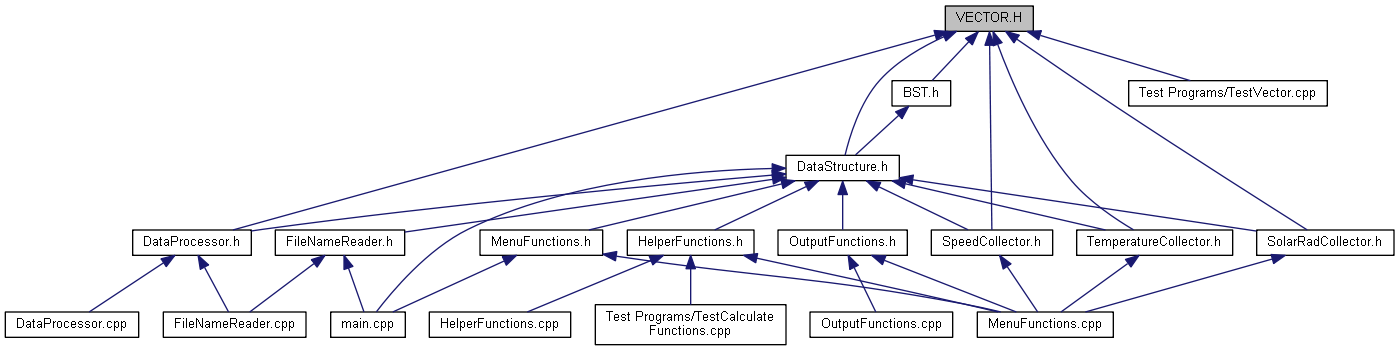 VECTOR.H
BST.h
Test Programs/TestVector.cpp
DataStructure.h
DataProcessor.h
FileNameReader.h
MenuFunctions.h
HelperFunctions.h
OutputFunctions.h
SpeedCollector.h
TemperatureCollector.h
SolarRadCollector.h
DataProcessor.cpp
FileNameReader.cpp
main.cpp
HelperFunctions.cpp
Test Programs/TestCalculate
Functions.cpp
OutputFunctions.cpp
MenuFunctions.cpp